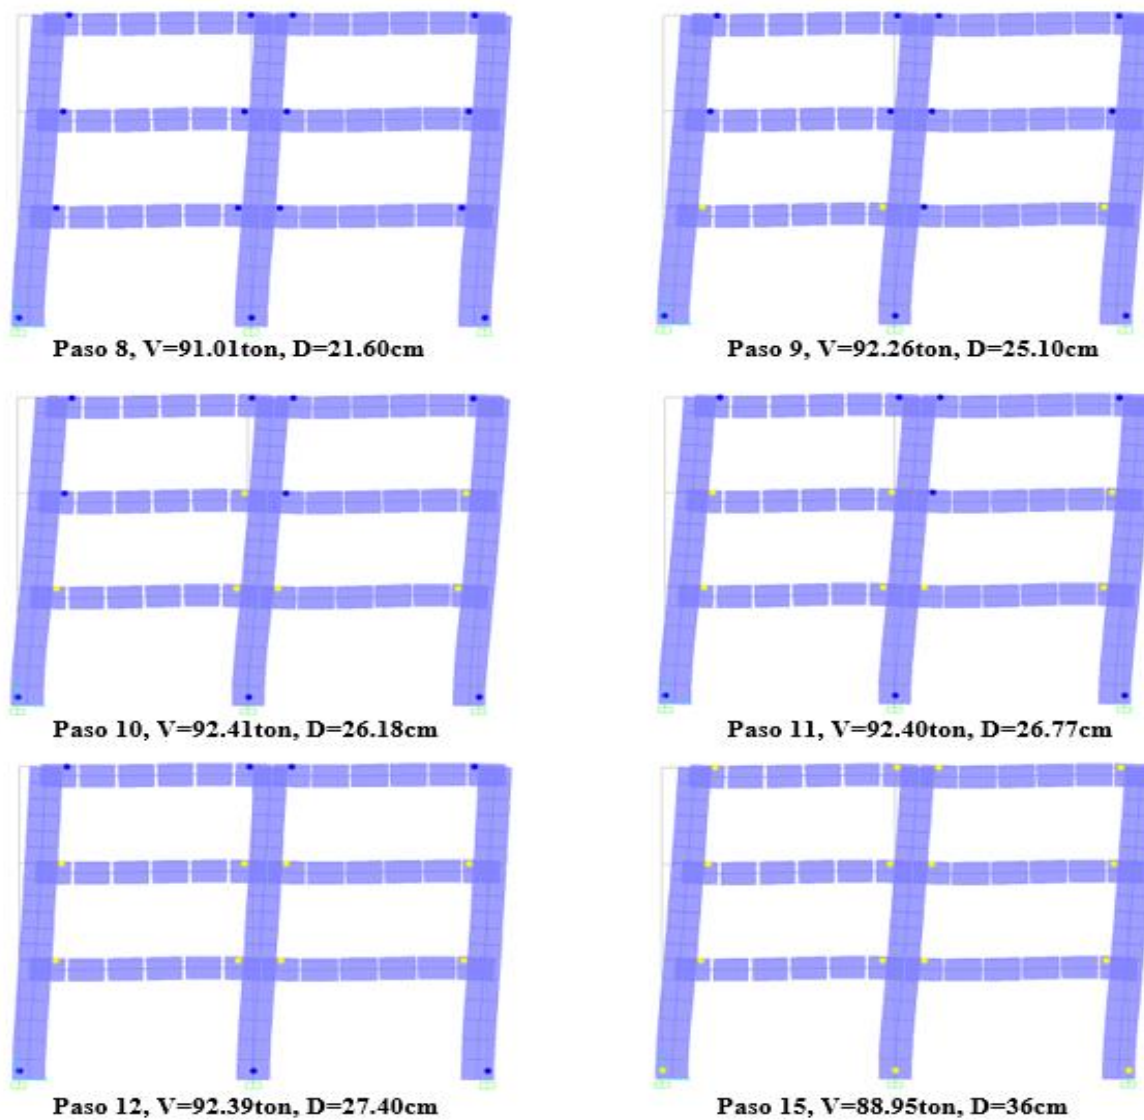 Paso 8, V=91.01ton, D=21.60cm
Paso 9, V=92.26ton, D=25.10cm
Paso 10, V=92.41ton, D=26.18cm
Paso 11, V=92.40ton, D=26.77cm
Paso 12, V=92.39ton, D=27.40cm
Paso 15, V=88.95ton, D=36cm